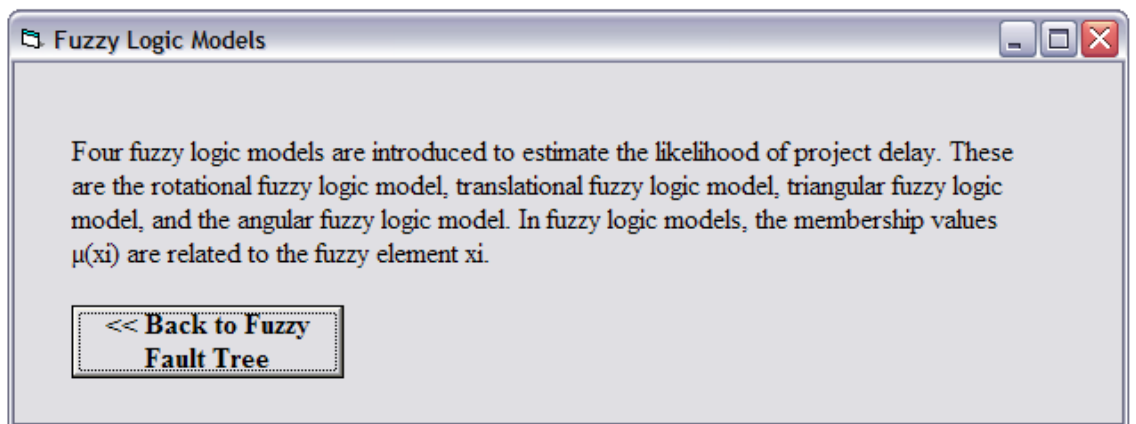 Fuzzy Logic Models
Four fuzzy logic models are introduced to estimate the likelihood of project delay. These
are the rotational fuzzy logic model, translational fuzzy logic model, triangular fuzzy logic
model, and the angular fuzzy logic model. In fuzzy logic models, the membership values
μ(xi) are related to the fuzzy element xi.
<< Back to Fuzzy
Fault Tree